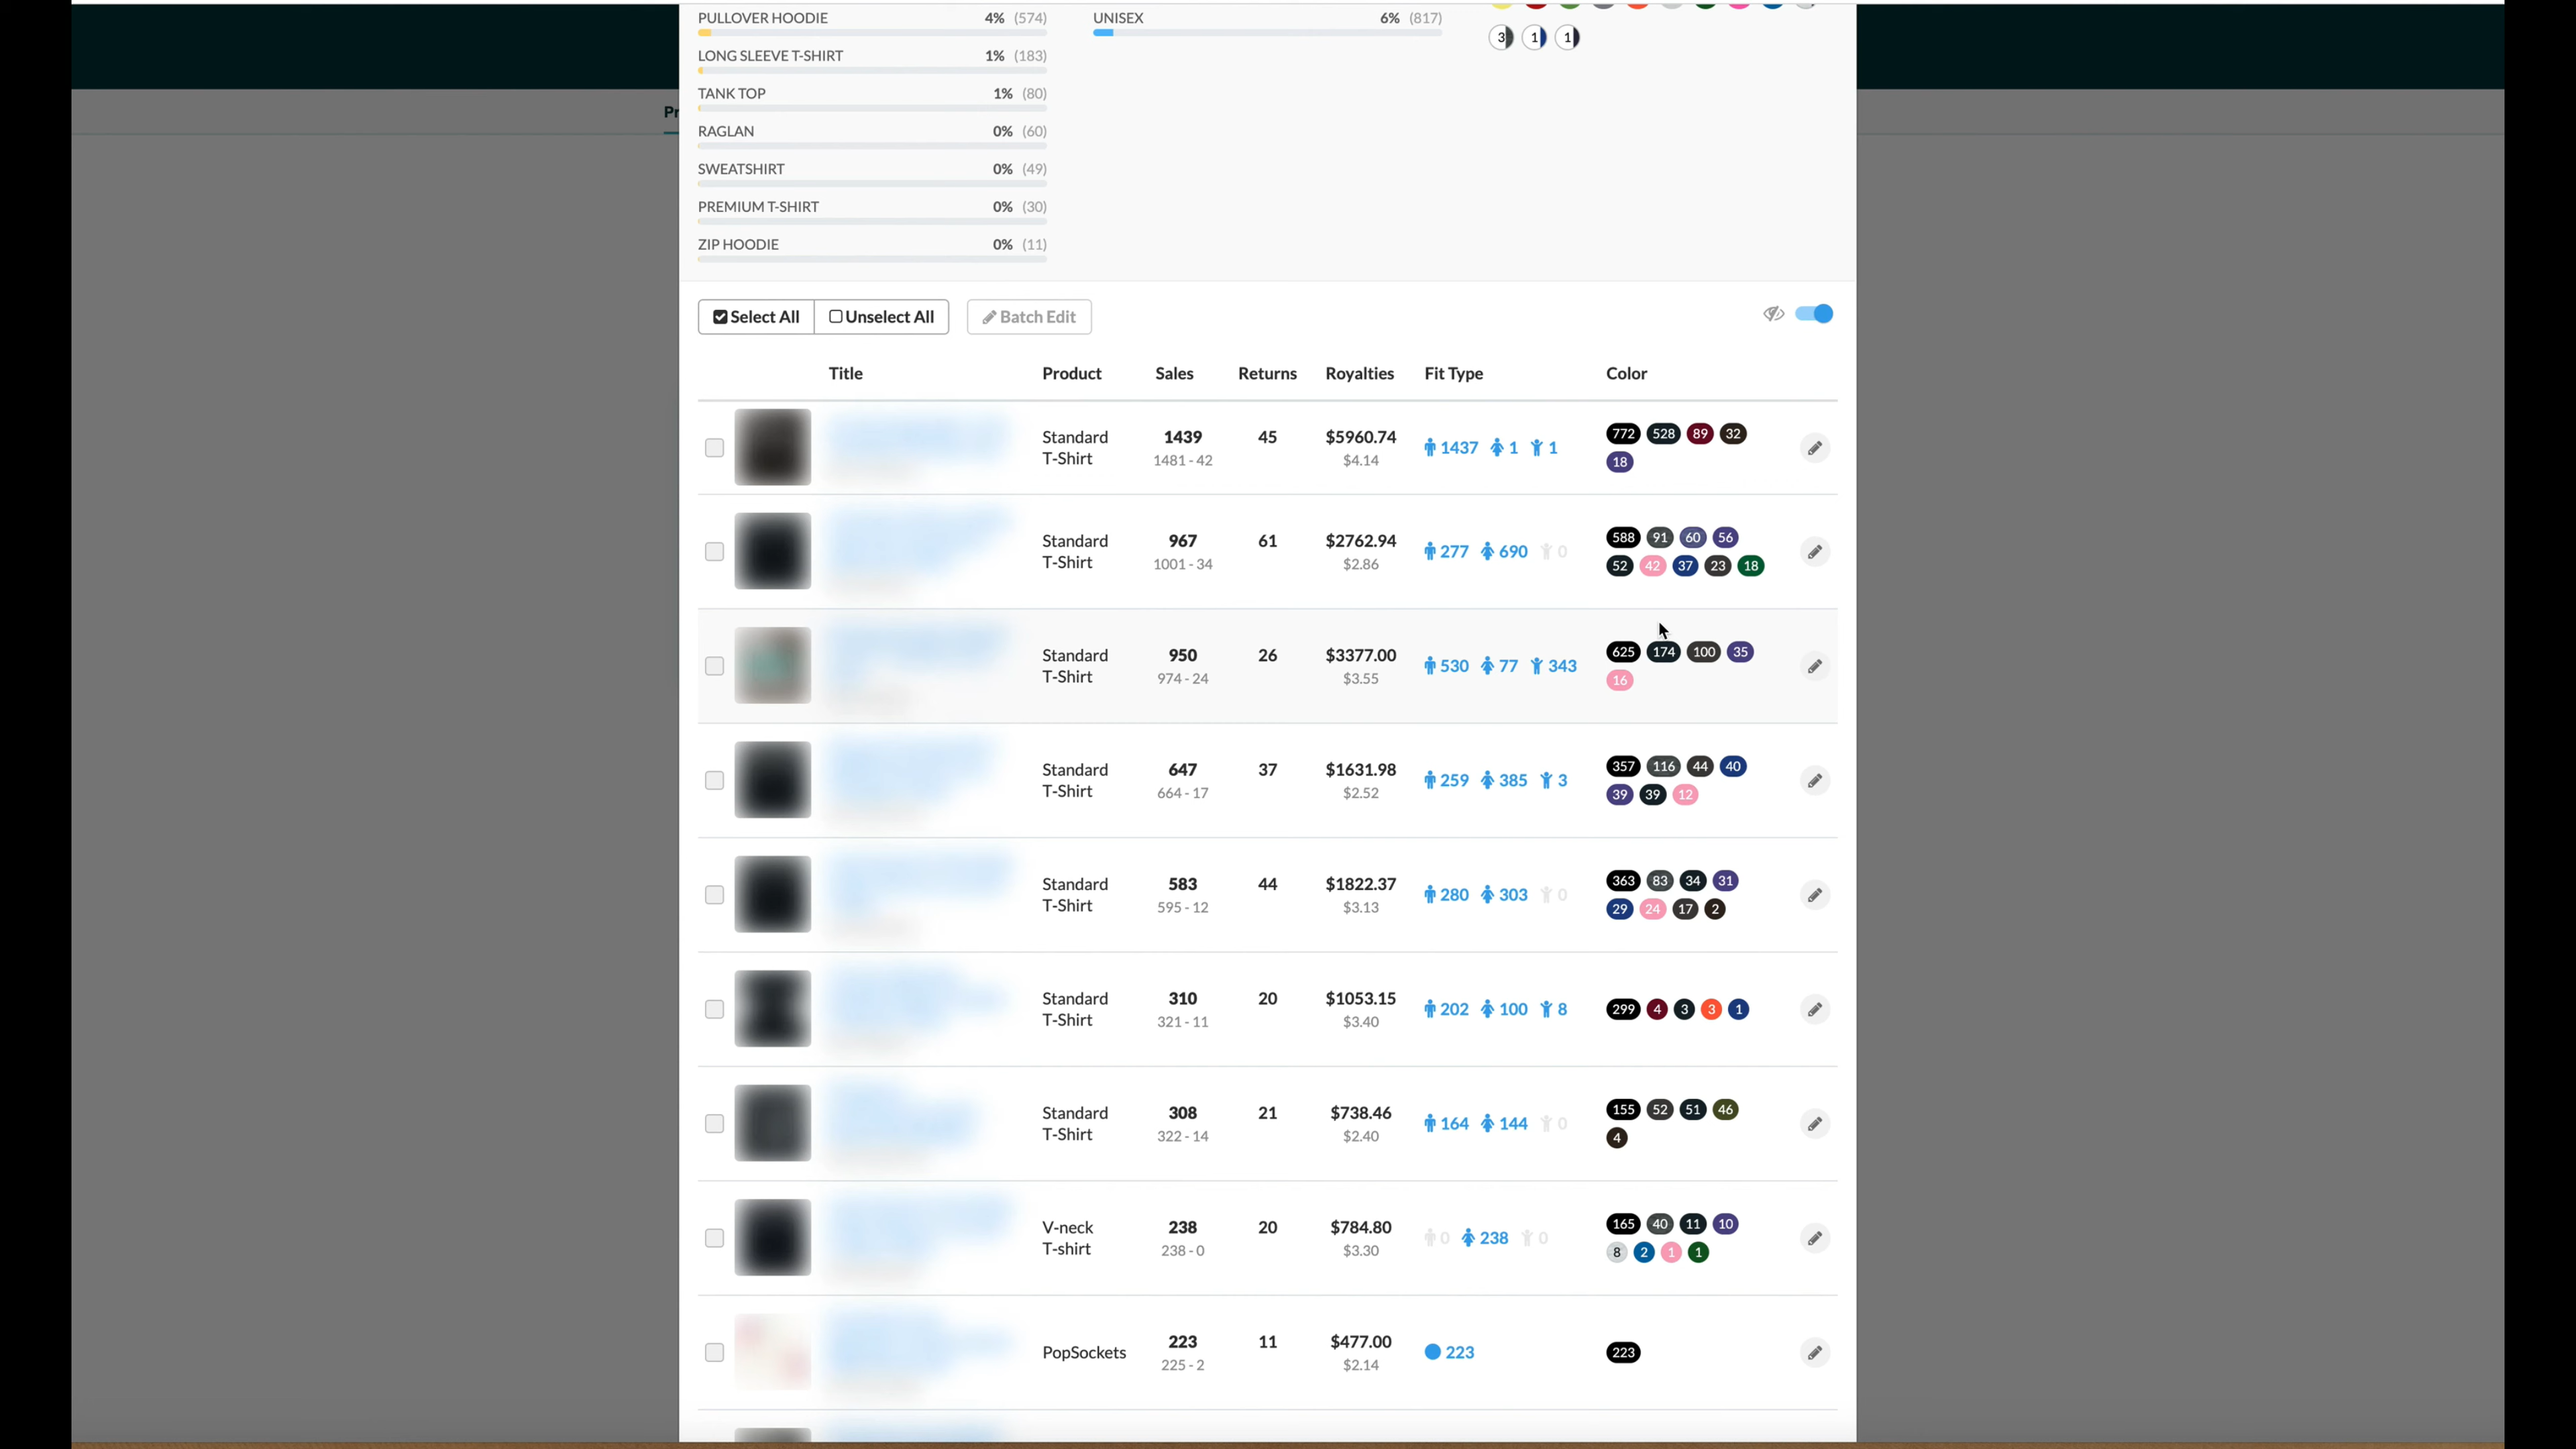 PULLOVER HOODIE 4% (574) UNISEX 6% (817)
3 1 1
LONG SLEEVE T-SHIRT 1% (183)
TANK TOP 1% (80)
Pr
RAGLAN 0% (60)
SWEATSHIRT 0% (49)
PREMIUM T-SHIRT 0% (30)
ZIP HOODIE 0% (11)
Select All Unselect All Batch Edit
Title Product Sales Returns Royalties Fit Type Color
Standard T-Shirt 1439 45 $5960.74 1437 1 1 772 528 89 32
1481 - 42 $4.14 18
Standard T-Shirt 967 61 $2762.94 277 690 0 588 91 60 56
1001 - 34 $2.86 52 42 37 23 18
Standard T-Shirt 950 26 $3377.00 530 77 343 625 174 100 35
974 - 24 $3.55 16
Standard T-Shirt 647 37 $1631.98 259 385 3 357 116 44 40
664 - 17 $2.52 39 39 12
Standard T-Shirt 583 44 $1822.37 280 303 0 363 83 34 31
595 - 12 $3.13 29 24 17 2
Standard T-Shirt 310 20 $1053.15 202 100 8 299 4 3 3 1
321 - 11 $3.40
Standard T-Shirt 308 21 $738.46 164 144 0 155 52 51 46
322 - 14 $2.40 4
V-neck T-shirt 238 20 $784.80 0 238 0 165 40 11 10
238 - 0 $3.30 8 2 1 1
PopSockets 223 11 $477.00 223 223
225 - 2 $2.14